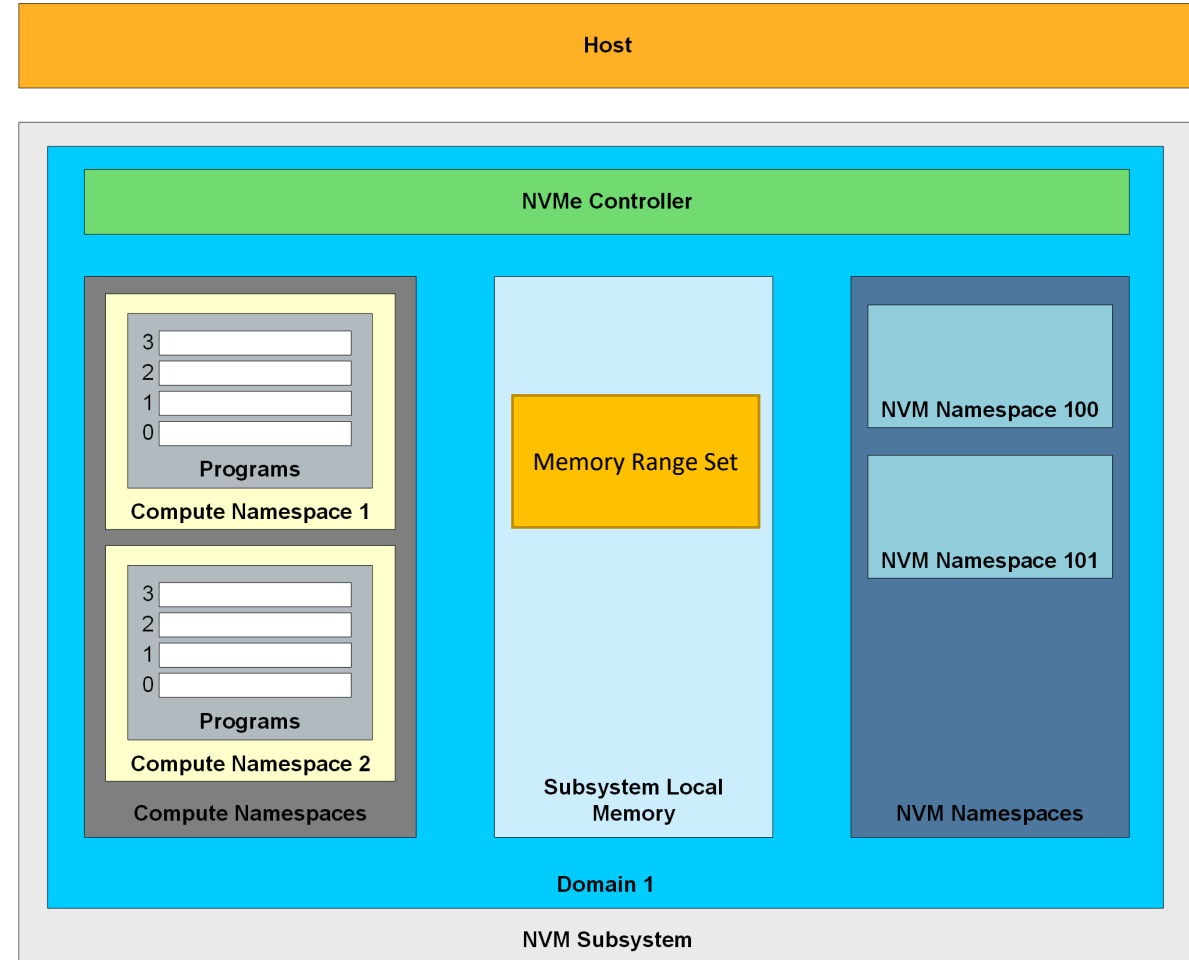 Host
NVMe Controller
3
2
1
0
Programs
Compute Namespace 1
3
2
1
0
Programs
Compute Namespace 2
Compute Namespaces
Memory Range Set
Subsystem Local
Memory
NVM Namespace 100
NVM Namespace 101
NVM Namespaces
Domain 1
NVM Subsystem